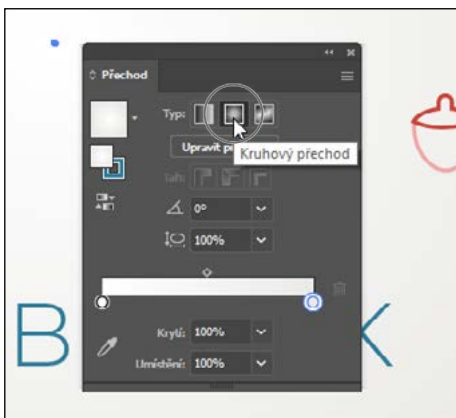 Přechod
Typ:
Upravit p
Kruhový přechod
Tah:
0°
100%
B K
Krytí: 100%
Umístění: 100%